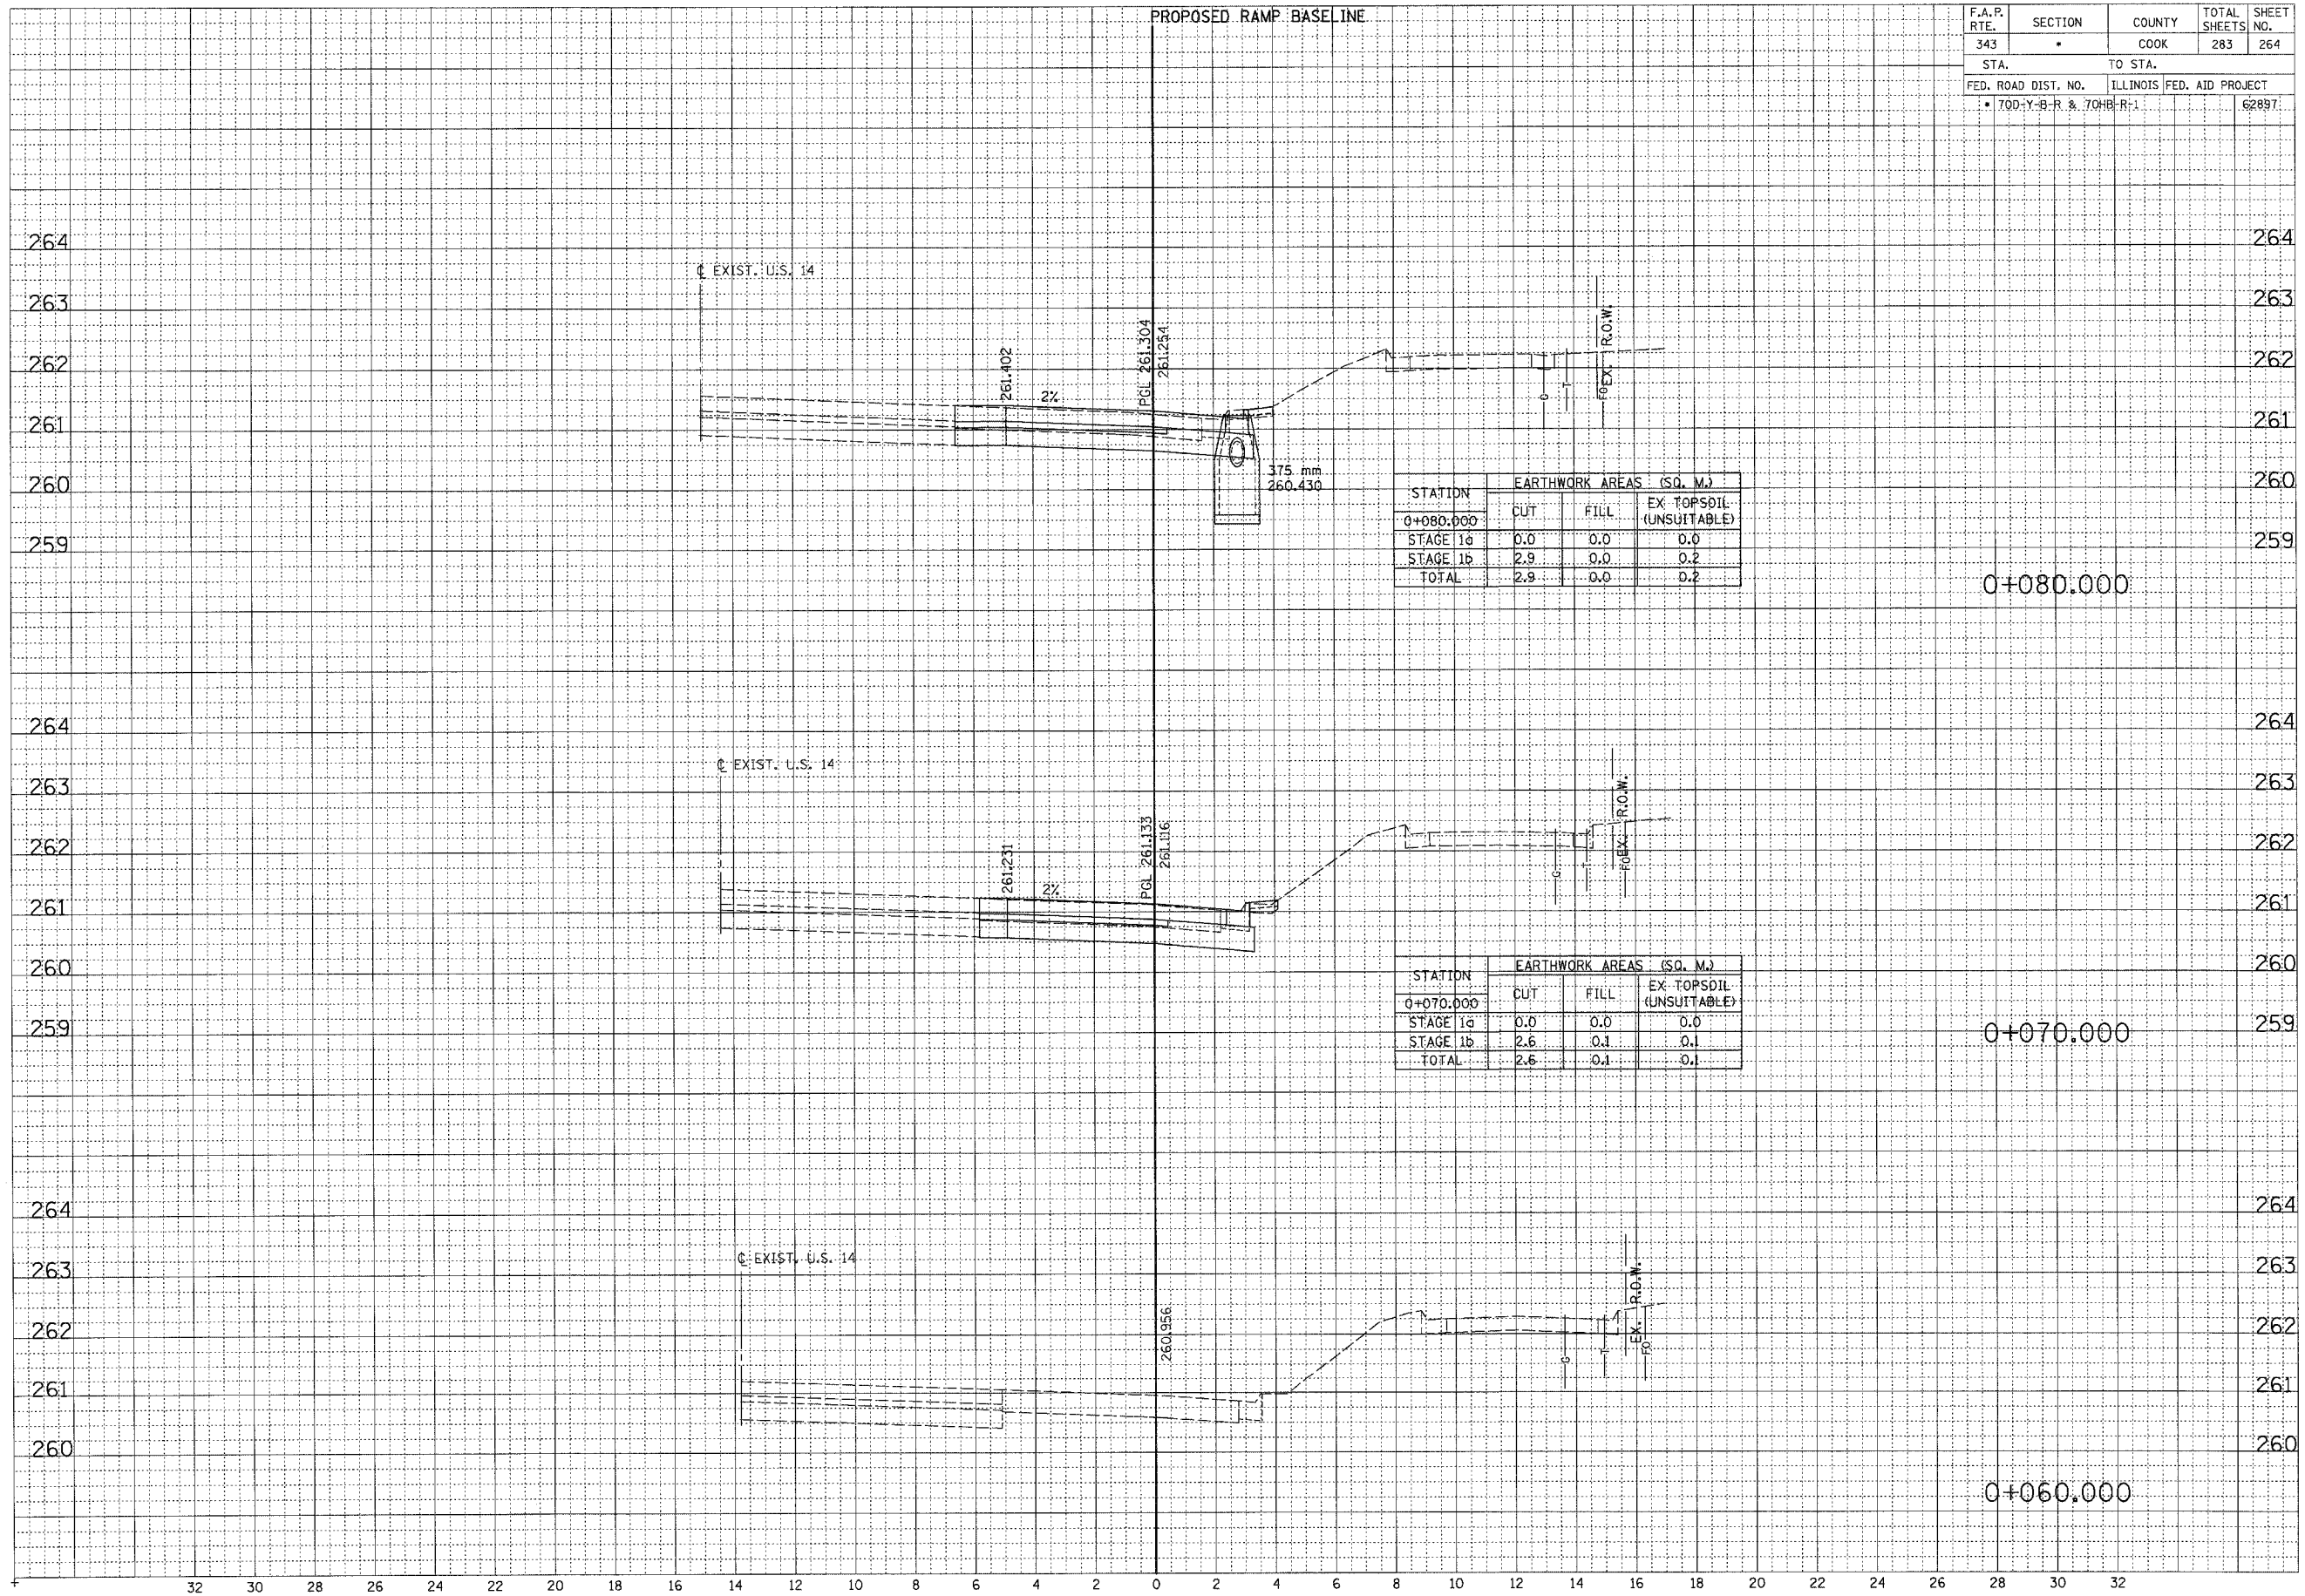 PROPOSED RAMP BASELINE
F.A.P. RTE. SECTION COUNTY TOTAL SHEETS SHEET NO.
343 * COOK 283 264
STA. TO STA.
FED. ROAD DIST. NO. ILLINOIS FED. AID PROJECT
* 70D-Y-B-R & 70HB-R-1 62897
264 264
℄ EXIST. U.S. 14
263 263
EX. R.O.W.
262 262
261.402
2%
PGL 261.304
261.254
G
T
FO
261 261
375 mm
260.430
260 260
STATION EARTHWORK AREAS (SQ. M.)
0+080.000 CUT FILL EX TOPSOIL (UNSUITABLE)
STAGE 1a 0.0 0.0 0.0
STAGE 1b 2.9 0.0 0.2
TOTAL 2.9 0.0 0.2
259 259
0+080.000
264 264
℄ EXIST. U.S. 14
263 263
EX. R.O.W.
262 262
261.231
2%
PGL 261.133
261.116
G
T
FO
261 261
260 260
STATION EARTHWORK AREAS (SQ. M.)
0+070.000 CUT FILL EX TOPSOIL (UNSUITABLE)
STAGE 1a 0.0 0.0 0.0
STAGE 1b 2.6 0.1 0.1
TOTAL 2.6 0.1 0.1
259 259
0+070.000
264 264
℄ EXIST. U.S. 14
263 263
EX. R.O.W.
262 262
260.956
G
T
FO
261 261
260 260
0+060.000
32 30 28 26 24 22 20 18 16 14 12 10 8 6 4 2 0 2 4 6 8 10 12 14 16 18 20 22 24 26 28 30 32